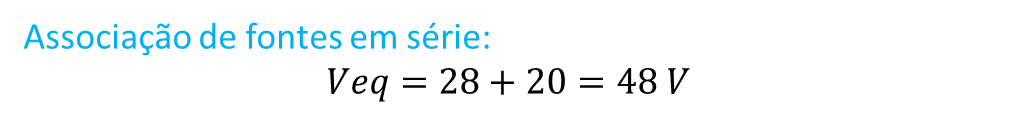 Associação de fontes em série:
Veq = 28 + 20 = 48 V